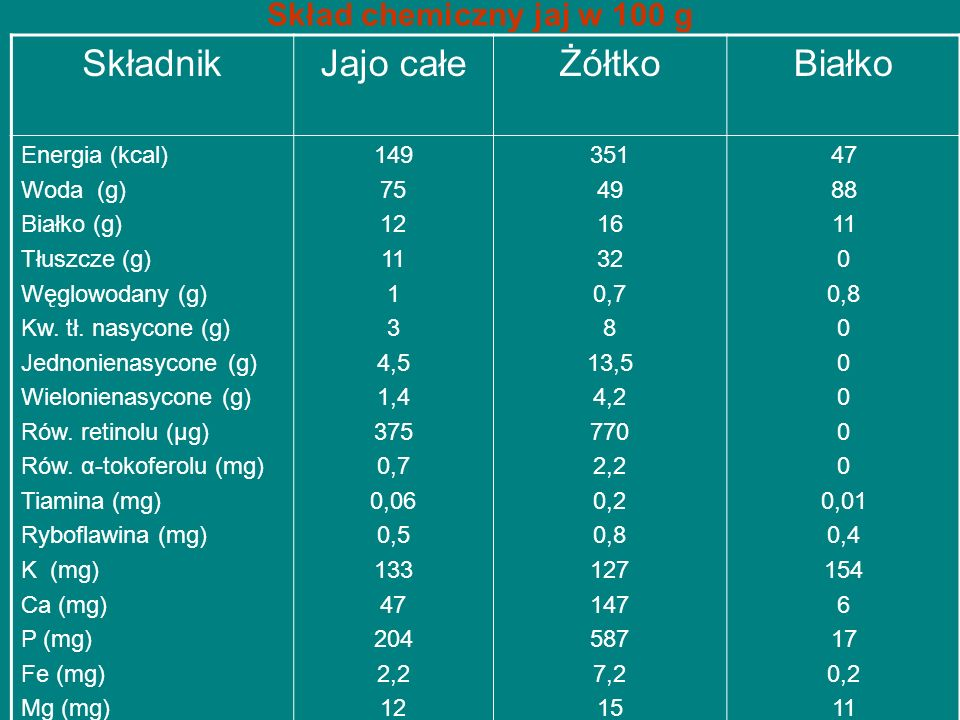 Skład chemiczny jaj w 100 g
Składnik Jajo całe Żółtko Białko
Energia (kcal) 149 351 47
Woda (g) 75 49 88
Białko (g) 12 16 11
Tłuszcze (g) 11 32 0
Węglowodany (g) 1 0,7 0,8
Kw. tł. nasycone (g) 3 8 0
Jednonienasycone (g) 4,5 13,5 0
Wielonienasycone (g) 1,4 4,2 0
Rów. retinolu (µg) 375 770 0
Rów. α-tokoferolu (mg) 0,7 2,2 0
Tiamina (mg) 0,06 0,2 0,01
Ryboflawina (mg) 0,5 0,8 0,4
K (mg) 133 127 154
Ca (mg) 47 147 6
P (mg) 204 587 17
Fe (mg) 2,2 7,2 0,2
Mg (mg) 12 15 11